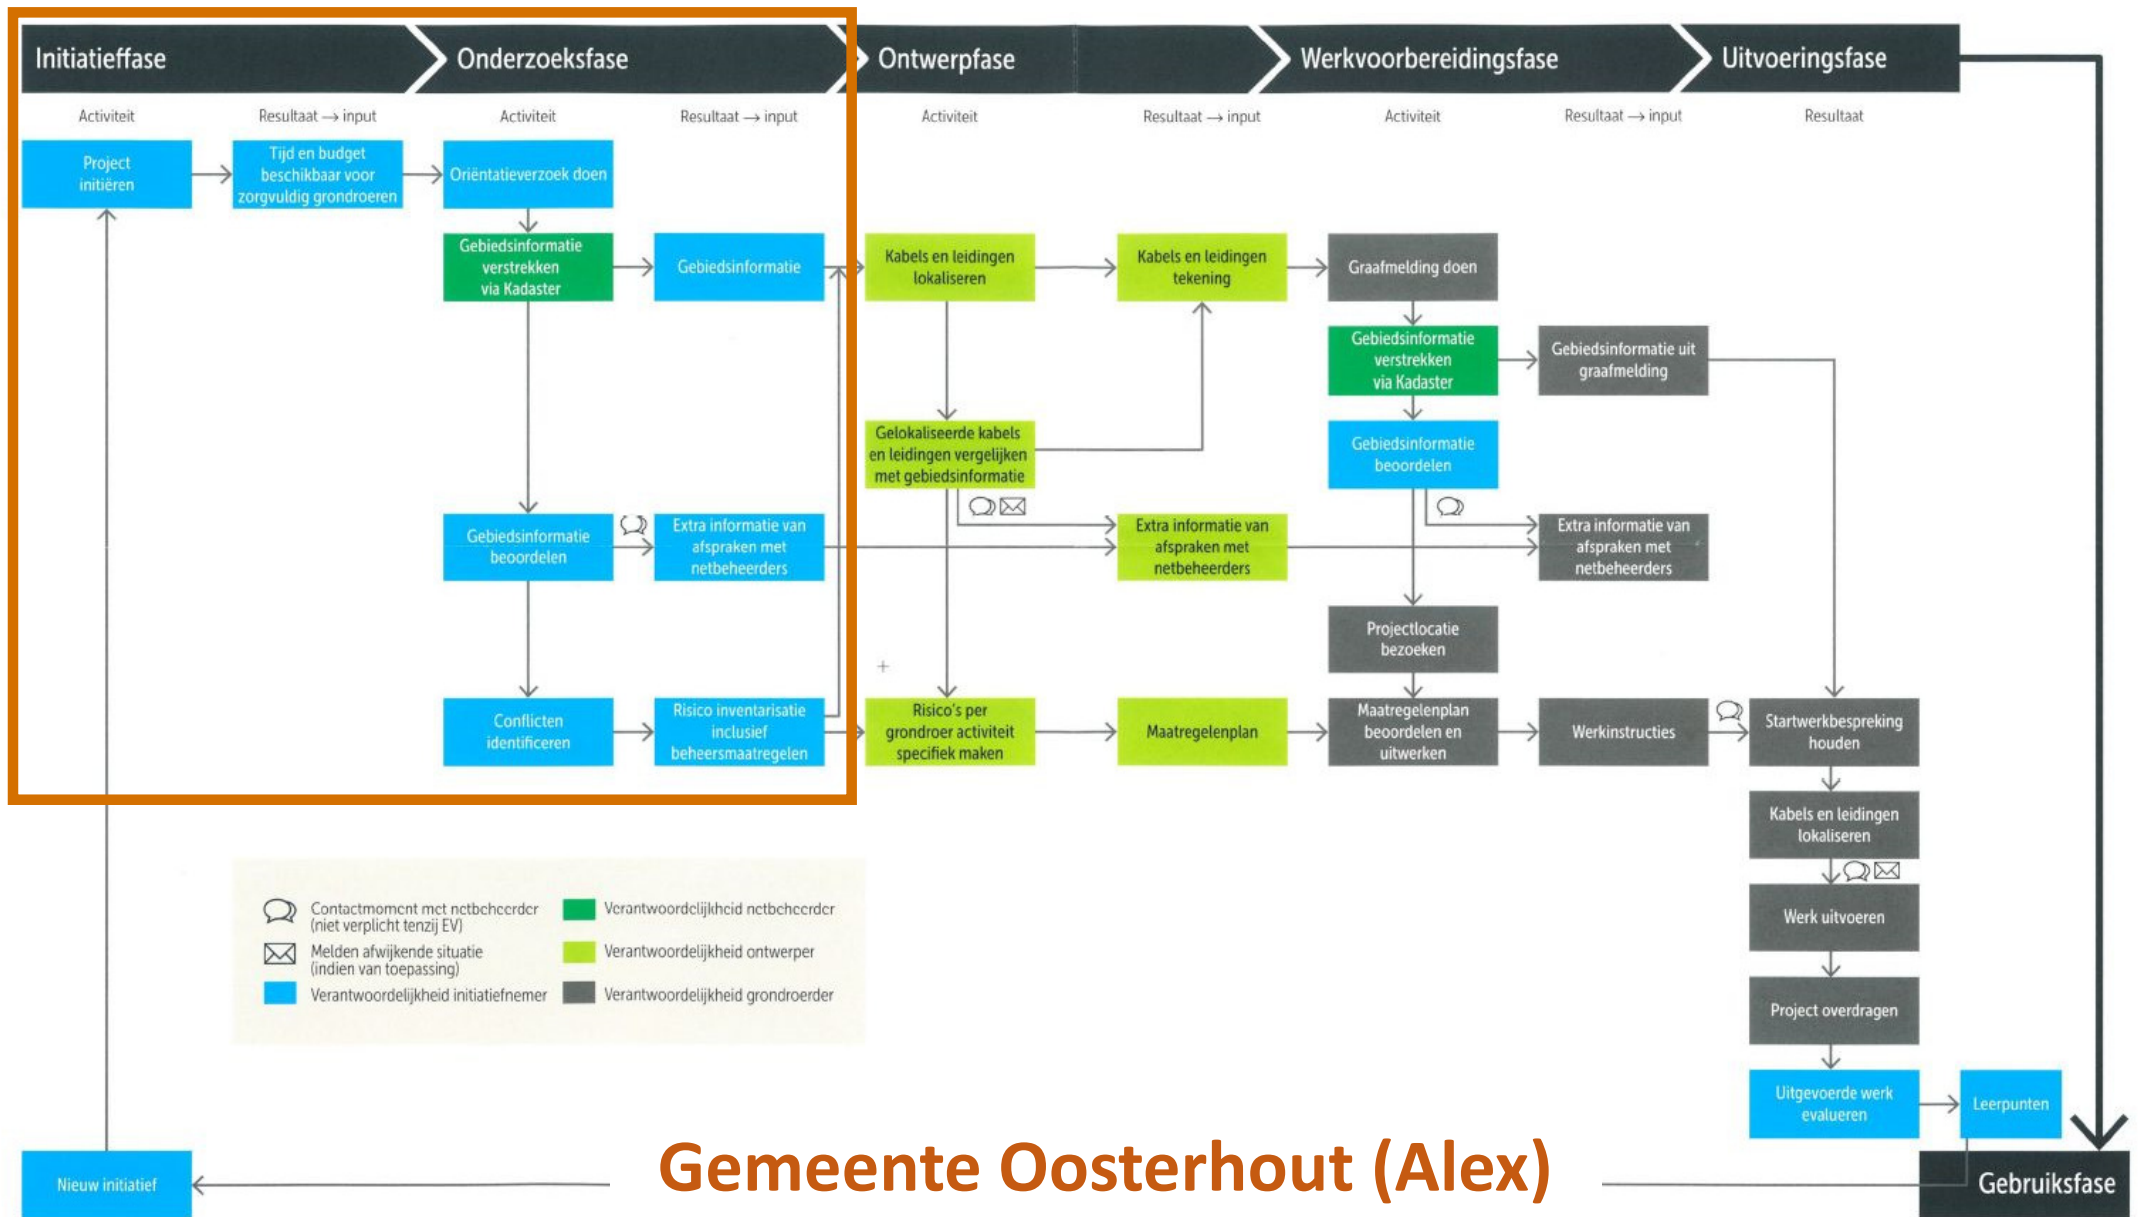 Initiatieffase
Onderzoeksfase
Ontwerpfase
Werkvoorbereidingsfase
Uitvoeringsfase
Activiteit
Resultaat → input
Activiteit
Resultaat → input
Activiteit
Resultaat → input
Activiteit
Resultaat → input
Resultaat
Project
initiëren
Tijd en budget
beschikbaar voor
zorgvuldig grondroeren
Oriëntatieverzoek doen
Gebiedsinformatie
verstrekken
via Kadaster
Gebiedsinformatie
Kabels en leidingen
lokaliseren
Kabels en leidingen
tekening
Graafmelding doen
Gebiedsinformatie
verstrekken
via Kadaster
Gebiedsinformatie uit
graafmelding
Gelokaliseerde kabels
en leidingen vergelijken
met gebiedsinformatie
Gebiedsinformatie
beoordelen
Gebiedsinformatie
beoordelen
Extra informatie van
afspraken met
netbeheerders
Extra informatie van
afspraken met
netbeheerders
Extra informatie van
afspraken met
netbeheerders
Projectlocatie
bezoeken
Conflicten
identificeren
Risico inventarisatie
inclusief
beheersmaatregelen
Risico's per
grondroer activiteit
specifiek maken
Maatregelenplan
Maatregelenplan
beoordelen en
uitwerken
Werkinstructies
Startwerkbespreking
houden
Kabels en leidingen
lokaliseren
Werk uitvoeren
Project overdragen
Uitgevoerde werk
evalueren
Leerpunten
Contactmoment met netbeheerder
(niet verplicht tenzij EV)
Melden afwijkende situatie
(indien van toepassing)
Verantwoordelijkheid initiatiefnemer
Verantwoordelijkheid netbeheerder
Verantwoordelijkheid ontwerper
Verantwoordelijkheid grondroerder
Nieuw initiatief
Gemeente Oosterhout (Alex)
Gebruiksfase